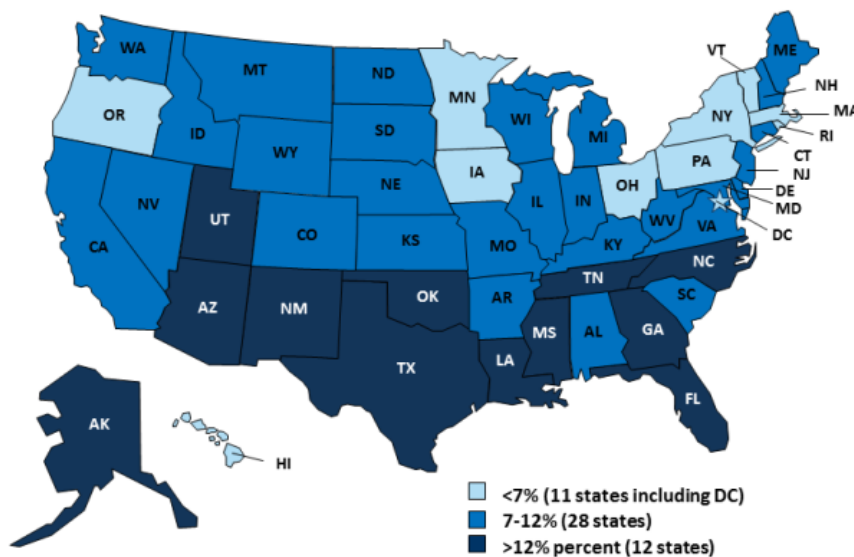 WA
MT
ND
MN
VT
ME
OR
ID
SD
WI
MI
NY
NH
MA
WY
RI
IA
PA
CT
NE
NJ
NV
UT
IL
IN
OH
DE
MD
CA
CO
KS
MO
KY
WV
VA
DC
AZ
NM
OK
AR
TN
NC
SC
TX
LA
MS
AL
GA
FL
AK
HI
<7% (11 states including DC)
7-12% (28 states)
>12% percent (12 states)